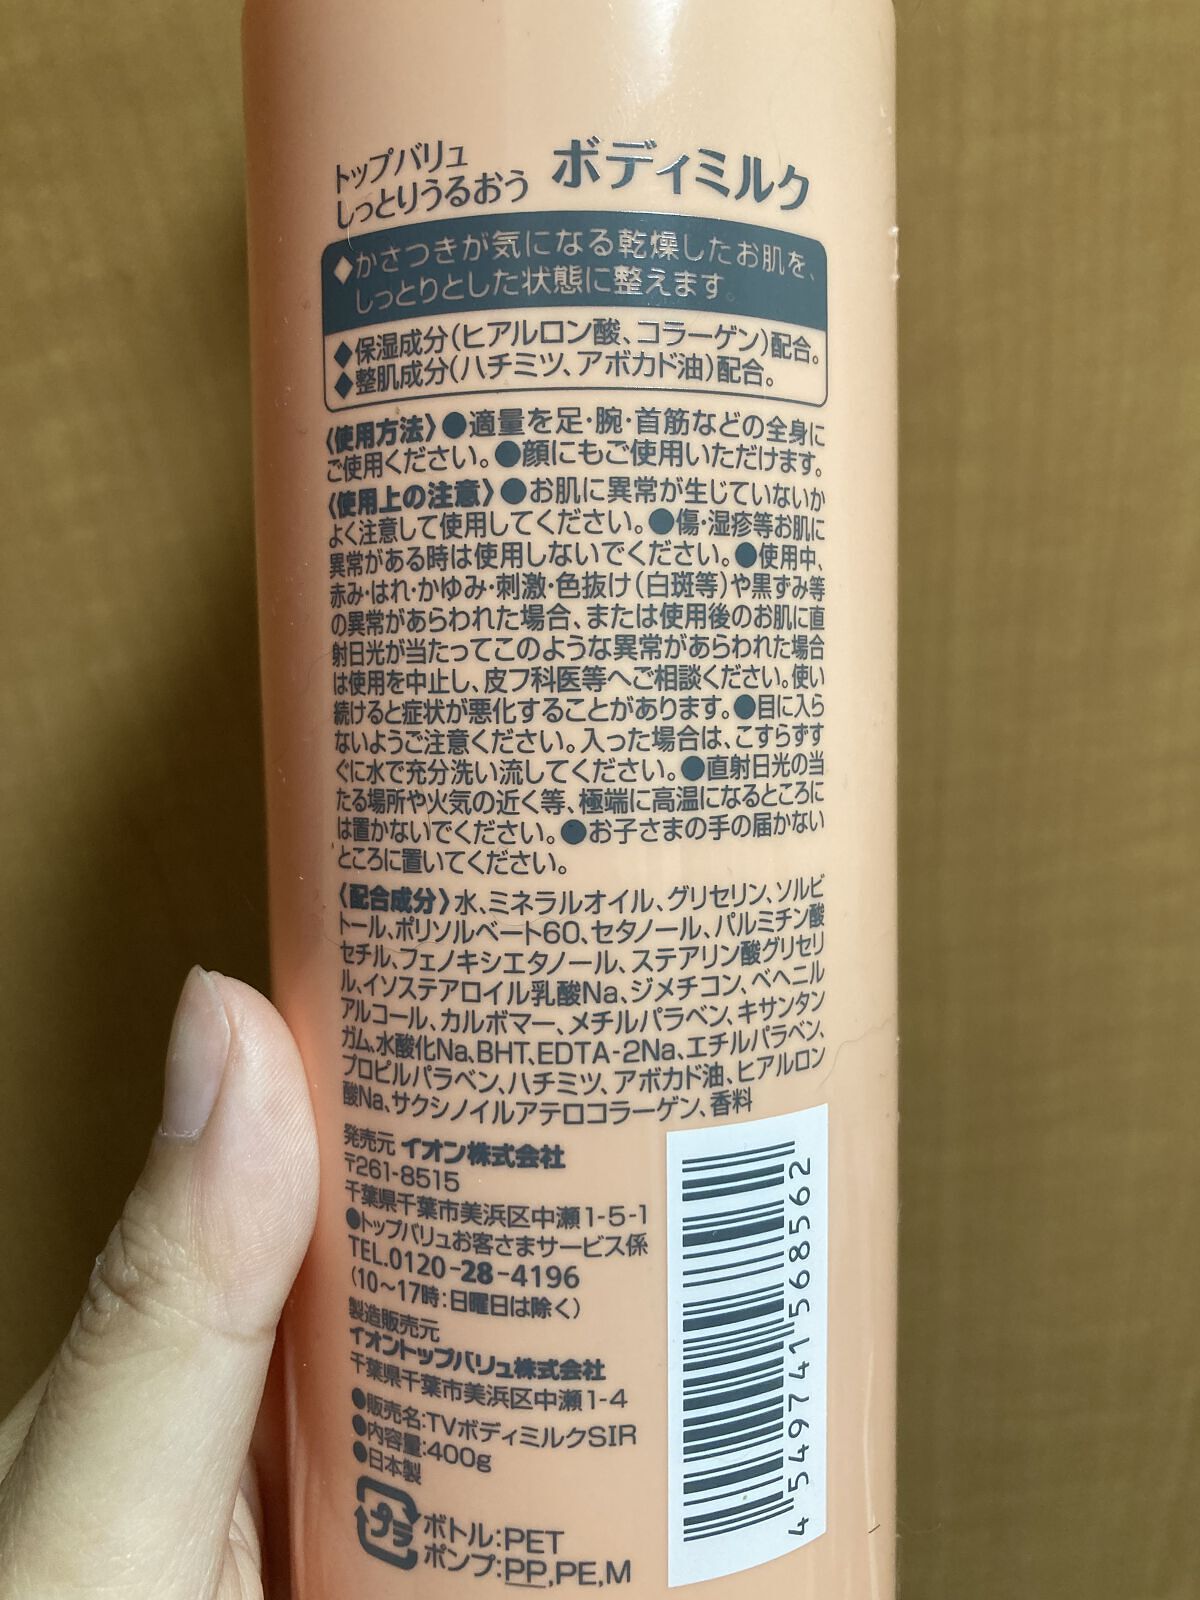 トップバリュ
しっとりうるおう ボディミルク
◆かさつきが気になる乾燥したお肌を、
しっとりとした状態に整えます。
◆保湿成分(ヒアルロン酸、コラーゲン)配合。
◆整肌成分(ハチミツ、アボカド油)配合。
〈使用方法〉●適量を足・腕・首筋などの全身に
ご使用ください。●顔にもご使用いただけます。
〈使用上の注意〉●お肌に異常が生じていないか
よく注意して使用してください。●傷・湿疹等お肌に
異常がある時は使用しないでください。●使用中、
赤み・はれ・かゆみ・刺激・色抜け(白斑等)や黒ずみ等
の異常があらわれた場合、または使用後のお肌に直
射日光が当たってこのような異常があらわれた場合
は使用を中止し、皮フ科医等へご相談ください。使い
続けると症状が悪化することがあります。●目に入ら
ないようご注意ください。入った場合は、こすらずす
ぐに水で充分洗い流してください。●直射日光の当
たる場所や火気の近く等、極端に高温になるところに
は置かないでください。●お子さまの手の届かない
ところに置いてください。
〈配合成分〉水、ミネラルオイル、グリセリン、ソルビ
トール、ポリソルベート60、セタノール、パルミチン酸
セチル、フェノキシエタノール、ステアリン酸グリセリ
ル、イソステアロイル乳酸Na、ジメチコン、ベヘニル
アルコール、カルボマー、メチルパラベン、キサンタン
ガム、水酸化Na、BHT、EDTA-2Na、エチルパラベン、
プロピルパラベン、ハチミツ、アボカド油、ヒアルロン
酸Na、サクシノイルアテロコラーゲン、香料
発売元 イオン株式会社
〒261-8515
千葉県千葉市美浜区中瀬1-5-1
●トップバリュお客さまサービス係
TEL.0120-28-4196
(10～17時:日曜日は除く)
製造販売元
イオントップバリュ株式会社
千葉県千葉市美浜区中瀬1-4
●販売名:TVボディミルクSIR
●内容量:400g
●日本製
プラ
ボトル:PET
ポンプ:PP,PE,M
4549741568562